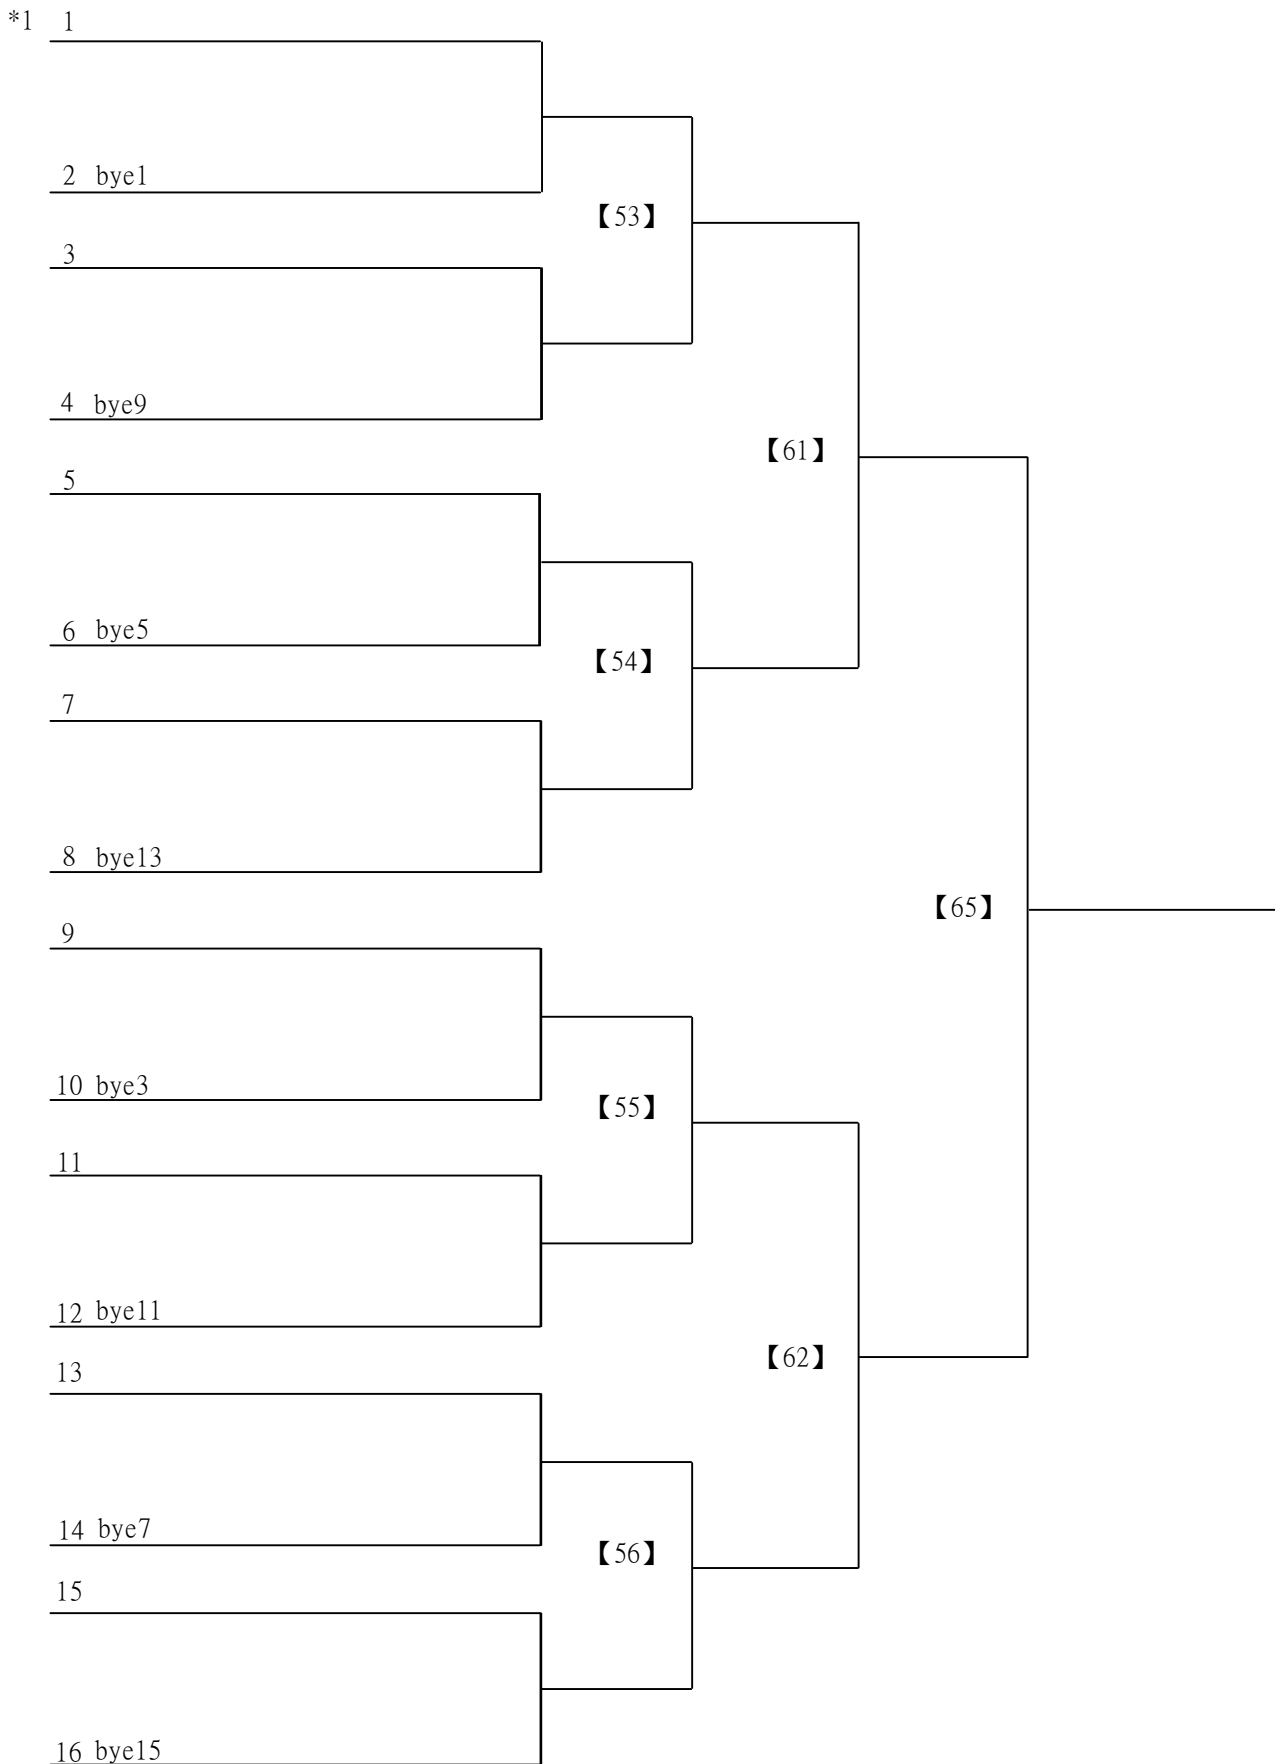 *1 1
2 bye1
【53】
3
4 bye9
【61】
5
6 bye5
【54】
7
8 bye13
【65】
9
10 bye3
【55】
11
12 bye11
【62】
13
14 bye7
【56】
15
16 bye15